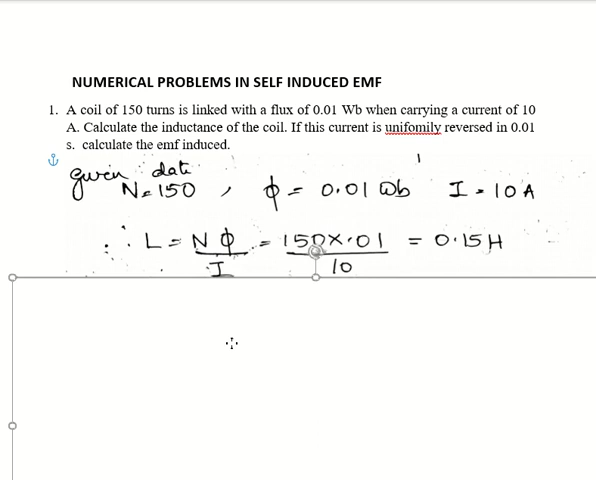 NUMERICAL PROBLEMS IN SELF INDUCED EMF
1. A coil of 150 turns is linked with a flux of 0.01 Wb when carrying a current of 10
A. Calculate the inductance of the coil. If this current is unifomily reversed in 0.01
s. calculate the emf induced.
given data
N = 150 , ϕ = 0.01 Wb I = 10 A
∴ L = Nϕ/I = 150×.01/10 = 0.15 H